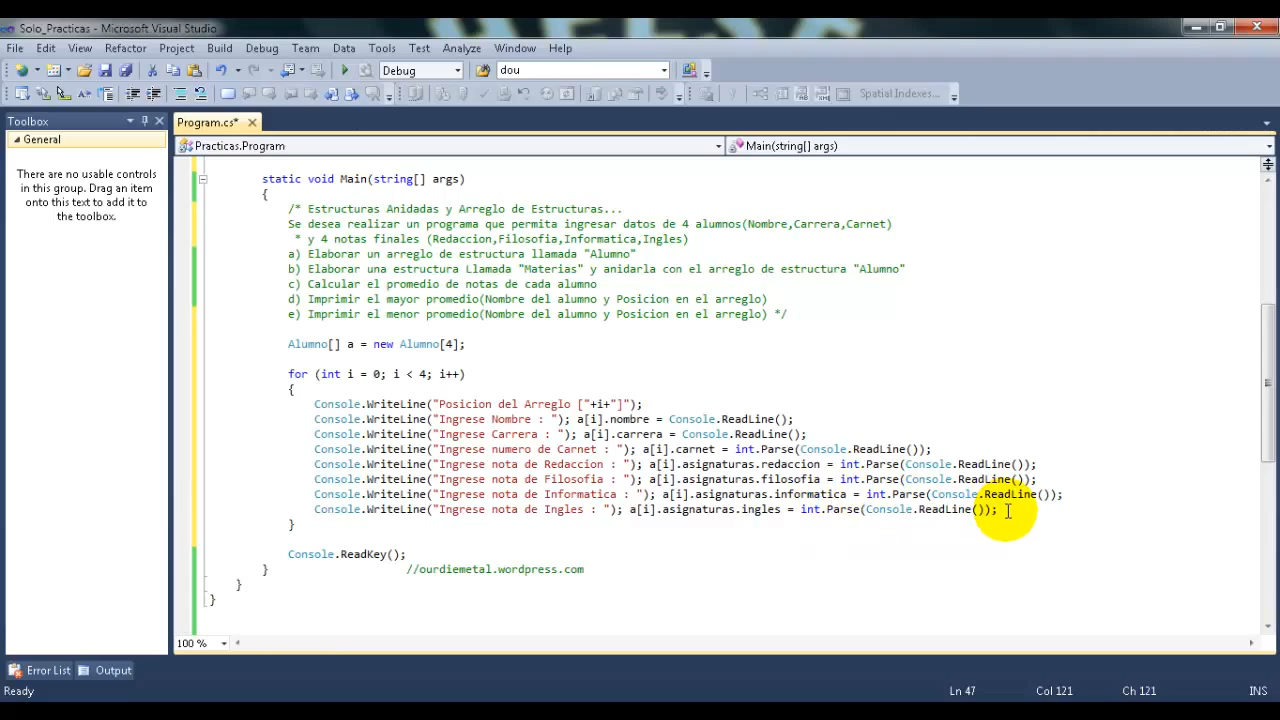 Solo_Practicas - Microsoft Visual Studio
File Edit View Refactor Project Build Debug Team Data Tools Test Analyze Window Help
Debug dou
Spatial Indexes...
Toolbox
Program.cs*
General
Practicas.Program
Main(string[] args)
There are no usable controls
in this group. Drag an item
onto this text to add it to
the toolbox.
static void Main(string[] args)
{
/* Estructuras Anidadas y Arreglo de Estructuras...
Se desea realizar un programa que permita ingresar datos de 4 alumnos(Nombre,Carrera,Carnet)
* y 4 notas finales (Redaccion,Filosofia,Informatica,Ingles)
a) Elaborar un arreglo de estructura llamada "Alumno"
b) Elaborar una estructura Llamada "Materias" y anidarla con el arreglo de estructura "Alumno"
c) Calcular el promedio de notas de cada alumno
d) Imprimir el mayor promedio(Nombre del alumno y Posicion en el arreglo)
e) Imprimir el menor promedio(Nombre del alumno y Posicion en el arreglo) */
Alumno[] a = new Alumno[4];
for (int i = 0; i < 4; i++)
{
Console.WriteLine("Posicion del Arreglo ["+i+"]");
Console.WriteLine("Ingrese Nombre : "); a[i].nombre = Console.ReadLine();
Console.WriteLine("Ingrese Carrera : "); a[i].carrera = Console.ReadLine();
Console.WriteLine("Ingrese numero de Carnet : "); a[i].carnet = int.Parse(Console.ReadLine());
Console.WriteLine("Ingrese nota de Redaccion : "); a[i].asignaturas.redaccion = int.Parse(Console.ReadLine());
Console.WriteLine("Ingrese nota de Filosofia : "); a[i].asignaturas.filosofia = int.Parse(Console.ReadLine());
Console.WriteLine("Ingrese nota de Informatica : "); a[i].asignaturas.informatica = int.Parse(Console.ReadLine());
Console.WriteLine("Ingrese nota de Ingles : "); a[i].asignaturas.ingles = int.Parse(Console.ReadLine());
}
Console.ReadKey();
} //ourdiemetal.wordpress.com
}
}
100 %
Error List Output
Ready Ln 47 Col 121 Ch 121 INS